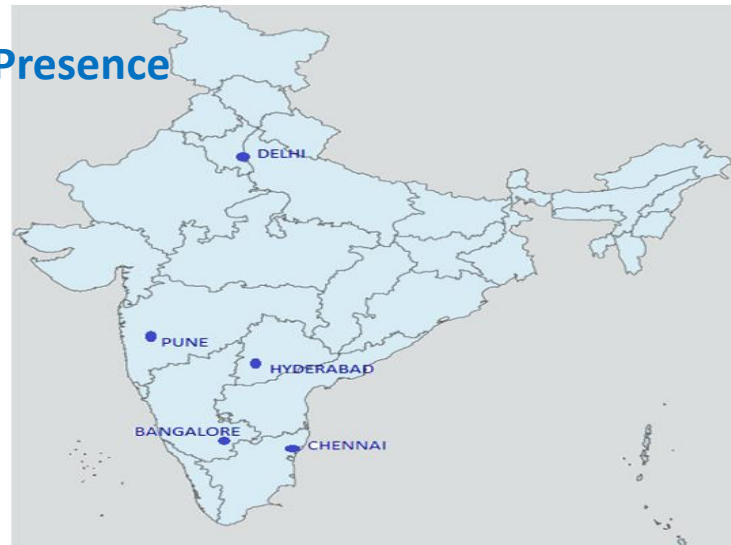 Presence
DELHI
PUNE
HYDERABAD
BANGALORE
CHENNAI